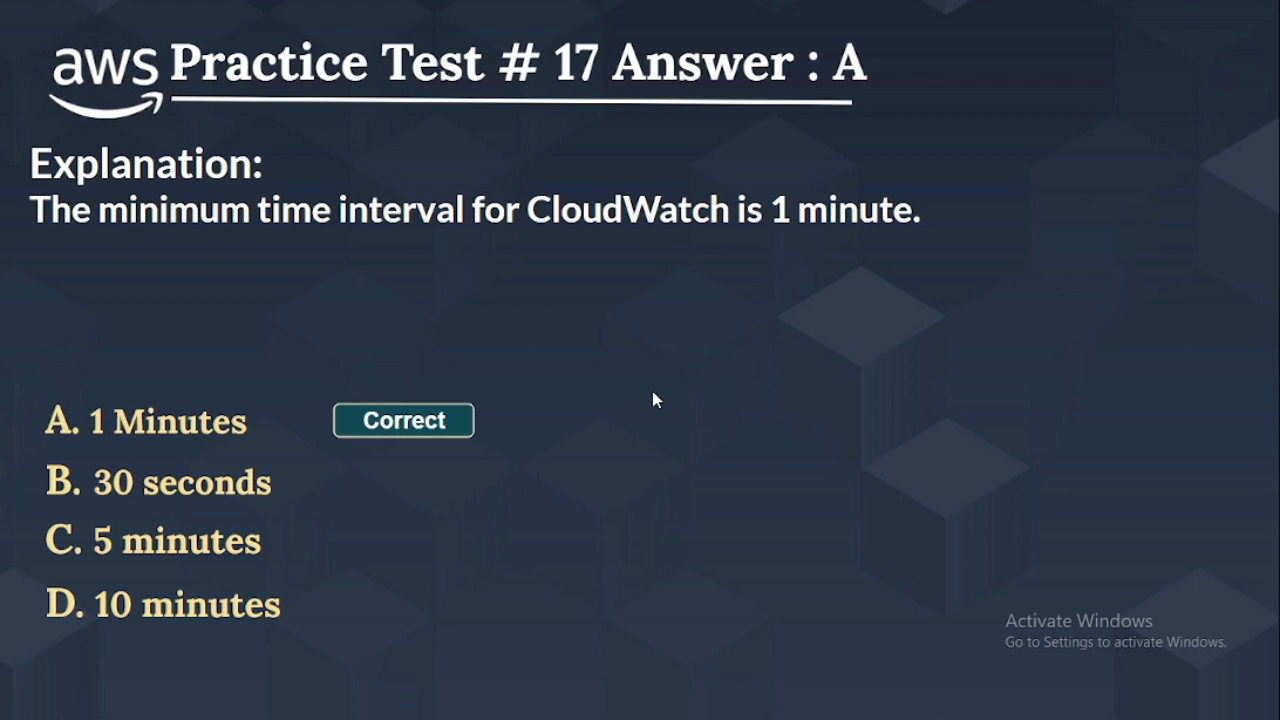 aws Practice Test # 17 Answer : A
Explanation:
The minimum time interval for CloudWatch is 1 minute.
A. 1 Minutes Correct
B. 30 seconds
C. 5 minutes
D. 10 minutes
Activate Windows
Go to Settings to activate Windows.